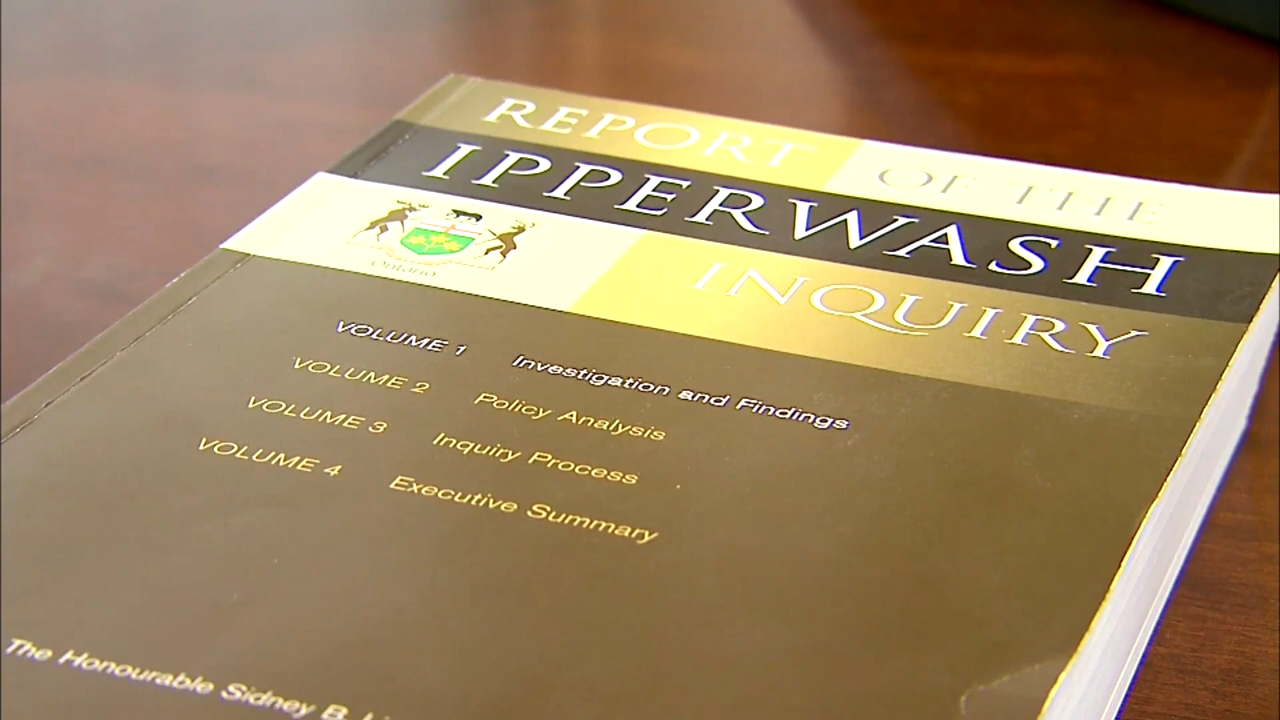 REPORT OF THE
IPPERWASH
INQUIRY
Ontario
VOLUME 1 Investigation and Findings
VOLUME 2 Policy Analysis
VOLUME 3 Inquiry Process
VOLUME 4 Executive Summary
The Honourable Sidney B.